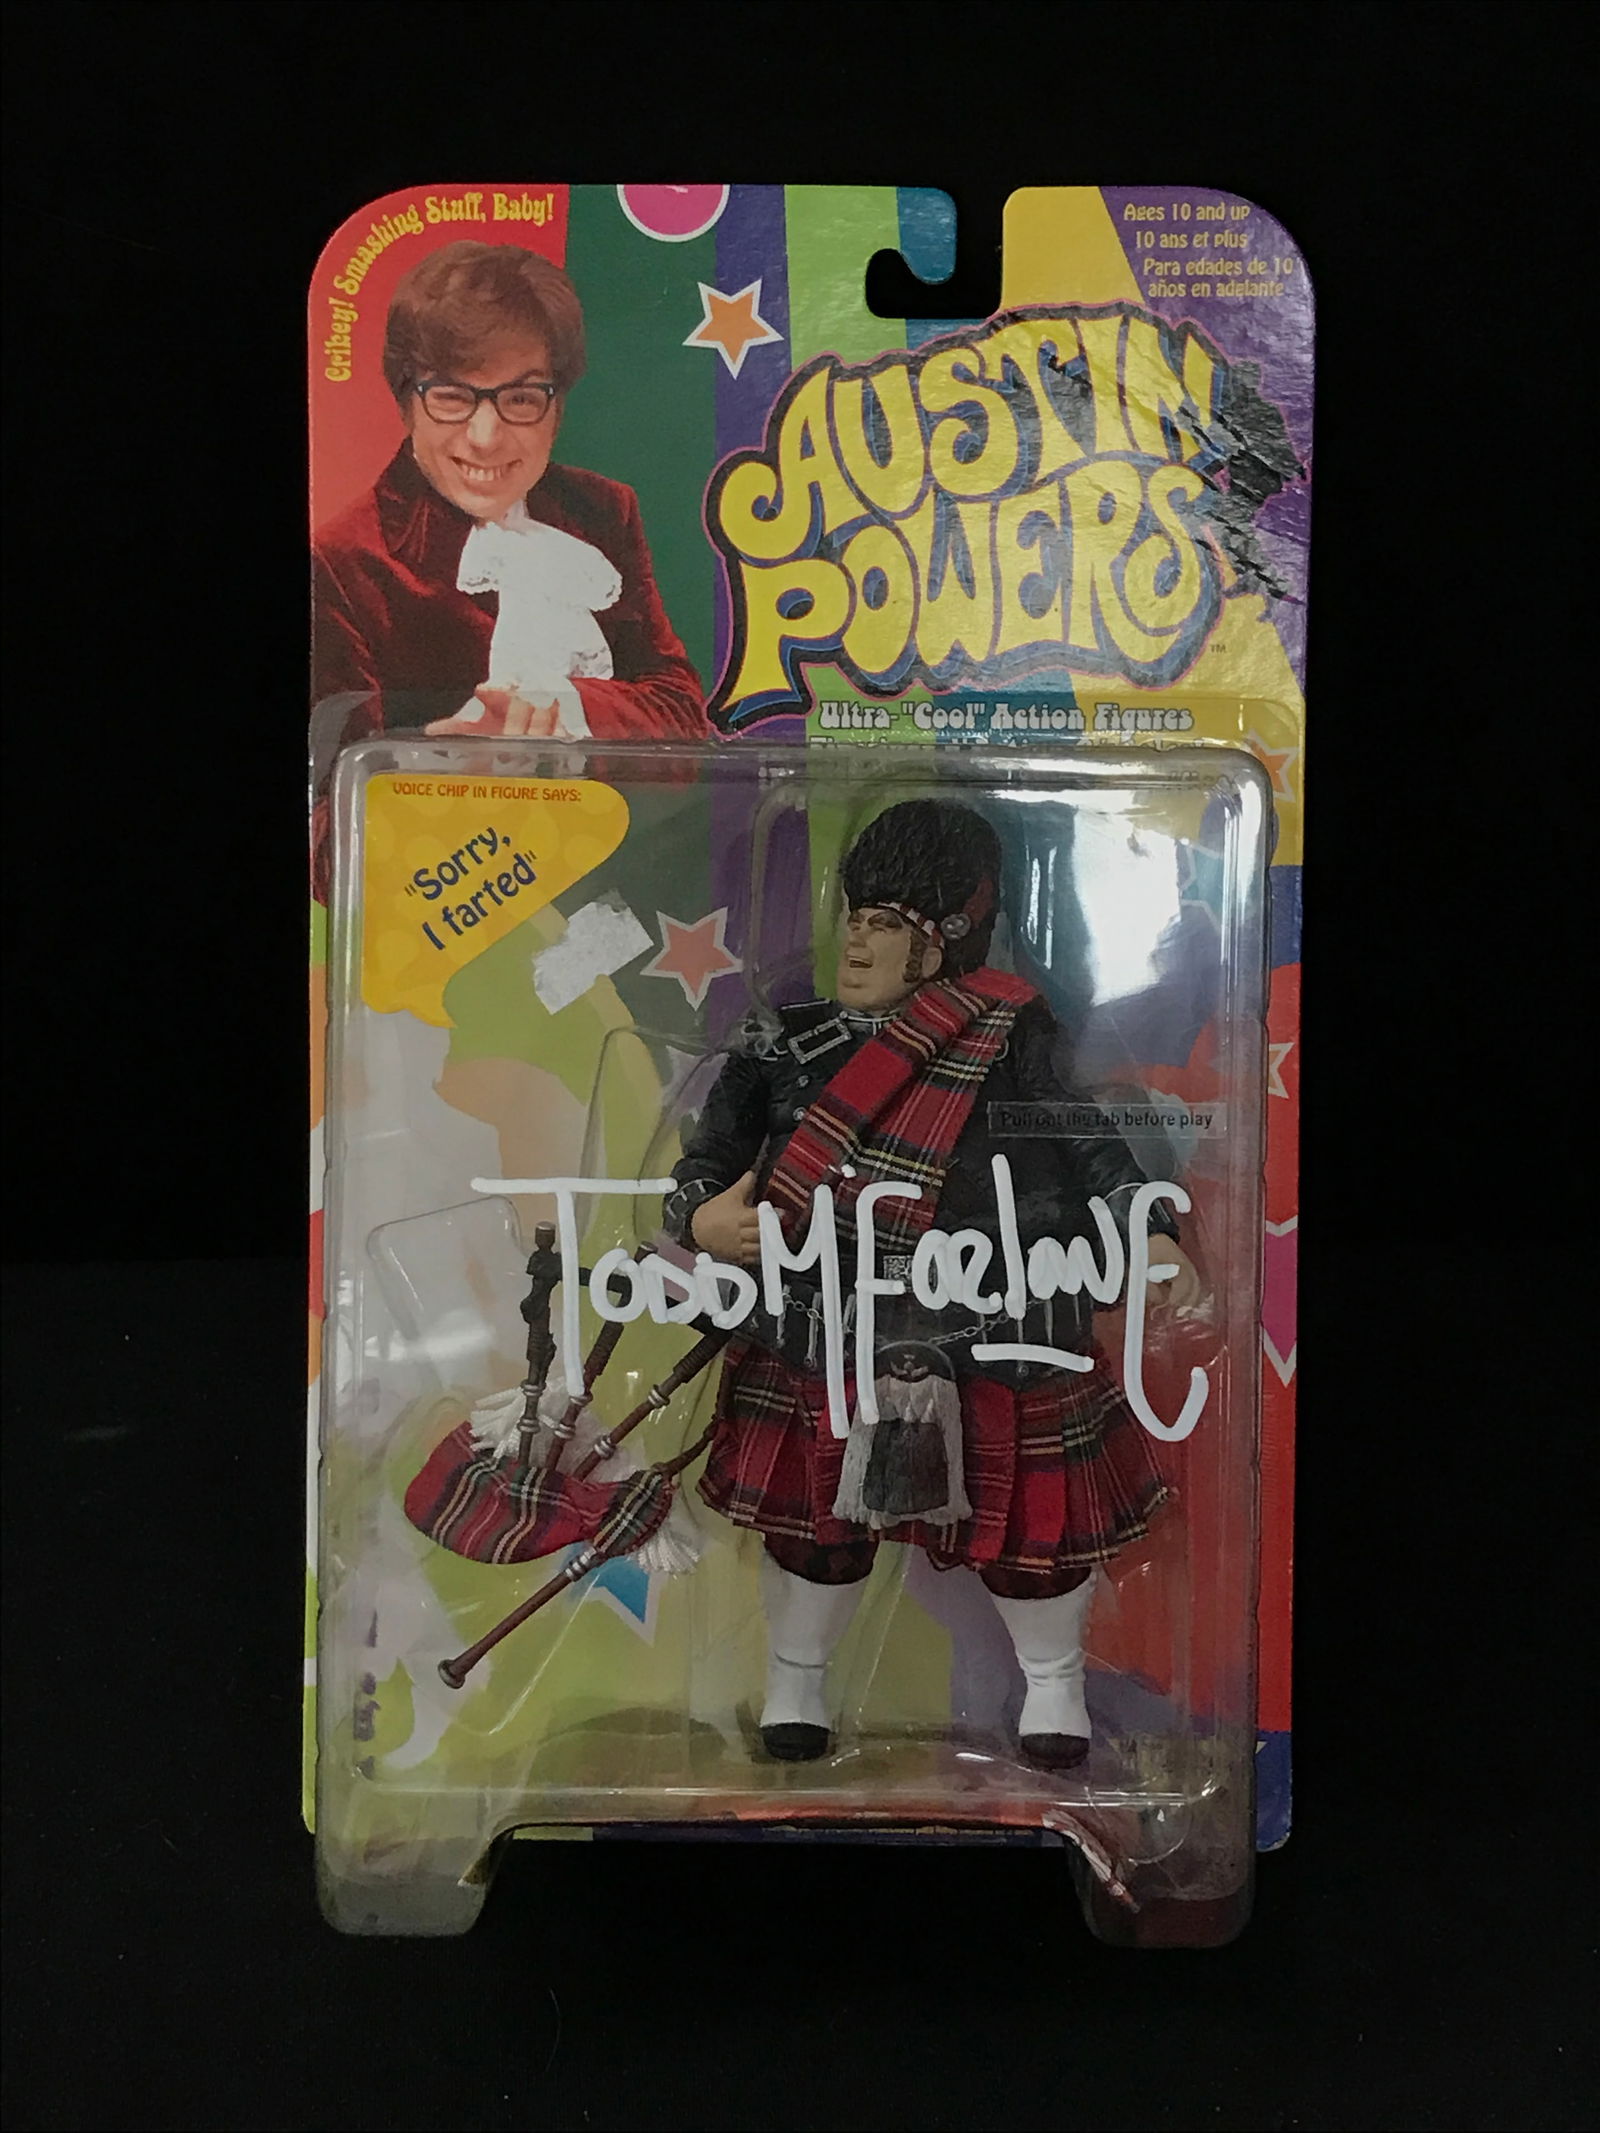 Crikey! Smashing Stuff, Baby!
Ages 10 and up
10 ans et plus
Para edades de 10
años en adelante
AUSTIN
POWERS
TM
Ultra-"Cool" Action Figures
VOICE CHIP IN FIGURE SAYS:
"Sorry,
I farted"
Pull out the tab before play
TODD McFarlanE